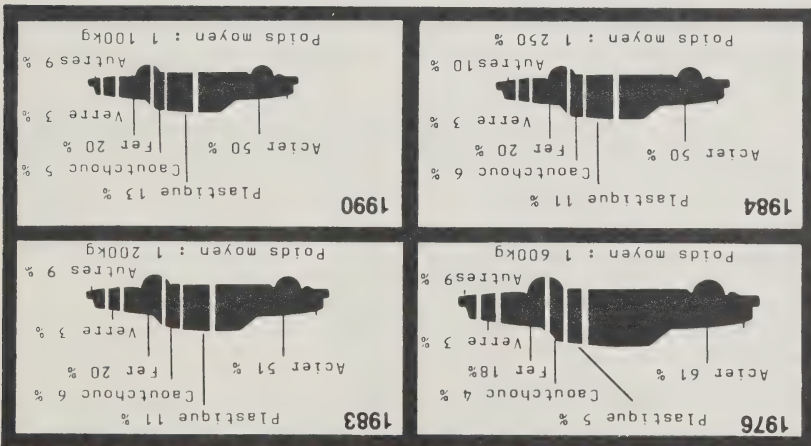 1976
Plastique 5 %
Caoutchouc 4 %
Acier 61 %
Fer 18%
Verre 3 %
Autres9 %
Poids moyen : 1 600kg
1983
Plastique 11 %
Caoutchouc 6 %
Acier 51 %
Fer 20 %
Verre 3 %
Autres 9 %
Poids moyen : 1 200kg
1984
Plastique 11 %
Caoutchouc 6 %
Acier 50 %
Fer 20 %
Verre 3 %
Autres10 %
Poids moyen : 1 250 %
1990
Plastique 13 %
Caoutchouc 5 %
Acier 50 %
Fer 20 %
Verre 3 %
Autres 9 %
Poids moyen : 1 100kg